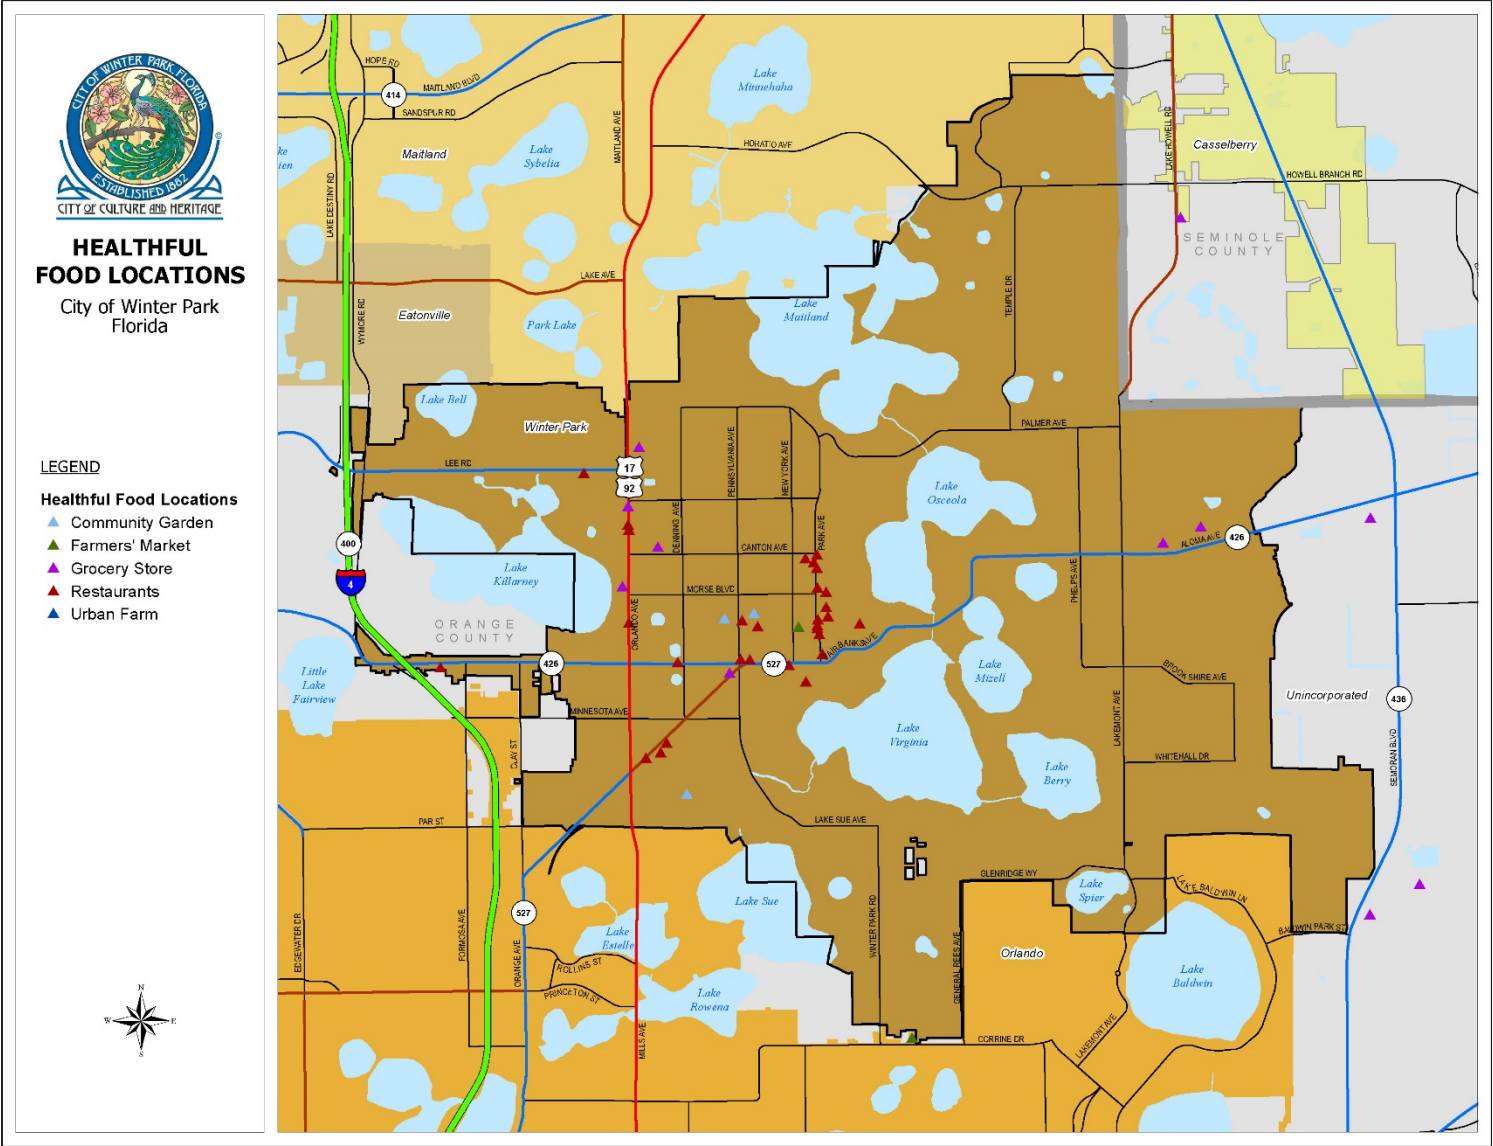 CITY OF WINTER PARK, FLORIDA
ESTABLISHED 1882
CITY OF CULTURE AND HERITAGE
HEALTHFUL
FOOD LOCATIONS
City of Winter Park
Florida
LEGEND
Healthful Food Locations
Community Garden
Farmers' Market
Grocery Store
Restaurants
Urban Farm
N
W
E
S
HOPE RD
MAITLAND BLVD
414
SANDSPUR RD
Maitland
Lake
Sybelia
MAITLAND AVE
Lake
Minnehaha
HORATIO AVE
LAKE HOWELL RD
Casselberry
HOWELL BRANCH RD
SEMINOLE
COUNTY
LAKE DESTINY RD
LAKE AVE
WYMORE RD
Eatonville
Park Lake
Lake
Maitland
TEMPLE DR
Lake Bell
Winter Park
PALMER AVE
LEE RD
17
92
PENNSYLVANIA AVE
NEW YORK AVE
Lake
Osceola
DENNING AVE
PARK AVE
CANTON AVE
400
4
Lake
Killarney
MORSE BLVD
PHELPS AVE
ALOMA AVE
426
ORANGE
COUNTY
ORLANDO AVE
FAIRBANKS AVE
426
527
Little
Lake
Fairview
Lake
Mizell
BROOKSHIRE AVE
Unincorporated
436
MINNESOTA AVE
CLAY ST
Lake
Virginia
LAKEMONT AVE
WHITEHALL DR
SEMORAN BLVD
Lake
Berry
PAR ST
LAKE SUE AVE
GLENRIDGE WY
Lake
Spier
LAKE BALDWIN LN
BALDWIN PARK ST
527
EDGEWATER DR
FORMOSA AVE
ORANGE AVE
Lake Sue
Lake
Estelle
ROLLINS ST
PRINCETON ST
WINTER PARK RD
GENERAL REES AVE
Orlando
Lake
Baldwin
Lake
Rowena
MILLS AVE
CORRINE DR
LAKEMONT AVE